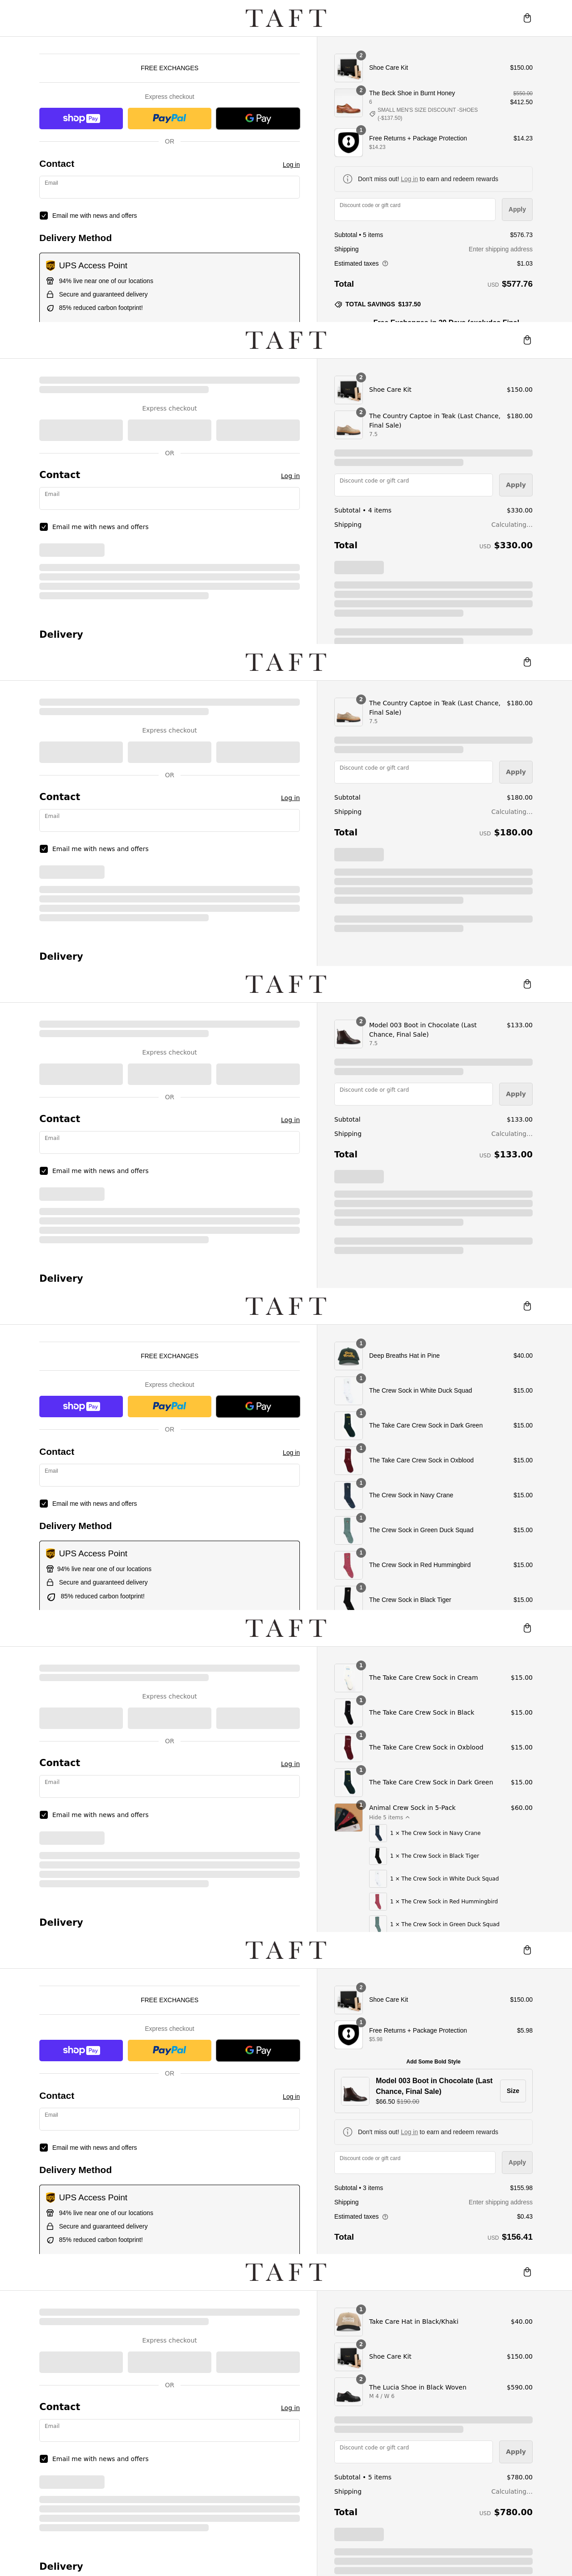 TAFT
FREE EXCHANGES
Express checkout
shop Pay
PayPal
G Pay
OR
Contact
Log in
Email
Email me with news and offers
Delivery Method
UPS Access Point
94% live near one of our locations
Secure and guaranteed delivery
85% reduced carbon footprint!
2
Shoe Care Kit
$150.00
2
The Beck Shoe in Burnt Honey
$550.00
6
$412.50
SMALL MEN'S SIZE DISCOUNT -SHOES
(-$137.50)
1
Free Returns + Package Protection
$14.23
$14.23
Don't miss out! Log in to earn and redeem rewards
Discount code or gift card
Apply
Subtotal • 5 items
$576.73
Shipping
Enter shipping address
Estimated taxes
$1.03
Total
USD $577.76
TOTAL SAVINGS $137.50
TAFT
Express checkout
OR
Contact
Log in
Email
Email me with news and offers
Delivery
2
Shoe Care Kit
$150.00
2
The Country Captoe in Teak (Last Chance,
Final Sale)
$180.00
7.5
Discount code or gift card
Apply
Subtotal • 4 items
$330.00
Shipping
Calculating...
Total
USD $330.00
TAFT
Express checkout
OR
Contact
Log in
Email
Email me with news and offers
Delivery
2
The Country Captoe in Teak (Last Chance,
Final Sale)
$180.00
7.5
Discount code or gift card
Apply
Subtotal
$180.00
Shipping
Calculating...
Total
USD $180.00
TAFT
Express checkout
OR
Contact
Log in
Email
Email me with news and offers
Delivery
2
Model 003 Boot in Chocolate (Last
Chance, Final Sale)
$133.00
7.5
Discount code or gift card
Apply
Subtotal
$133.00
Shipping
Calculating...
Total
USD $133.00
TAFT
FREE EXCHANGES
Express checkout
shop Pay
PayPal
G Pay
OR
Contact
Log in
Email
Email me with news and offers
Delivery Method
UPS Access Point
94% live near one of our locations
Secure and guaranteed delivery
85% reduced carbon footprint!
1
Deep Breaths Hat in Pine
$40.00
1
The Crew Sock in White Duck Squad
$15.00
1
The Take Care Crew Sock in Dark Green
$15.00
1
The Take Care Crew Sock in Oxblood
$15.00
1
The Crew Sock in Navy Crane
$15.00
1
The Crew Sock in Green Duck Squad
$15.00
1
The Crew Sock in Red Hummingbird
$15.00
1
The Crew Sock in Black Tiger
$15.00
TAFT
Express checkout
OR
Contact
Log in
Email
Email me with news and offers
Delivery
1
The Take Care Crew Sock in Cream
$15.00
1
The Take Care Crew Sock in Black
$15.00
1
The Take Care Crew Sock in Oxblood
$15.00
1
The Take Care Crew Sock in Dark Green
$15.00
1
Animal Crew Sock in 5-Pack
$60.00
Hide 5 items
1 × The Crew Sock in Navy Crane
1 × The Crew Sock in Black Tiger
1 × The Crew Sock in White Duck Squad
1 × The Crew Sock in Red Hummingbird
1 × The Crew Sock in Green Duck Squad
TAFT
FREE EXCHANGES
Express checkout
shop Pay
PayPal
G Pay
OR
Contact
Log in
Email
Email me with news and offers
Delivery Method
UPS Access Point
94% live near one of our locations
Secure and guaranteed delivery
85% reduced carbon footprint!
2
Shoe Care Kit
$150.00
1
Free Returns + Package Protection
$5.98
$5.98
Add Some Bold Style
Model 003 Boot in Chocolate (Last
Chance, Final Sale)
$66.50 $190.00
Size
Don't miss out! Log in to earn and redeem rewards
Discount code or gift card
Apply
Subtotal • 3 items
$155.98
Shipping
Enter shipping address
Estimated taxes
$0.43
Total
USD $156.41
TAFT
Express checkout
OR
Contact
Log in
Email
Email me with news and offers
Delivery
1
Take Care Hat in Black/Khaki
$40.00
2
Shoe Care Kit
$150.00
2
The Lucia Shoe in Black Woven
$590.00
M 4 / W 6
Discount code or gift card
Apply
Subtotal • 5 items
$780.00
Shipping
Calculating...
Total
USD $780.00